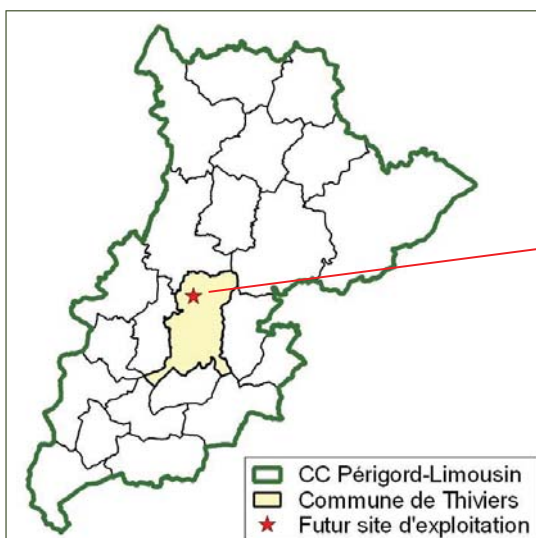 CC Périgord-Limousin
Commune de Thiviers
Futur site d'exploitation